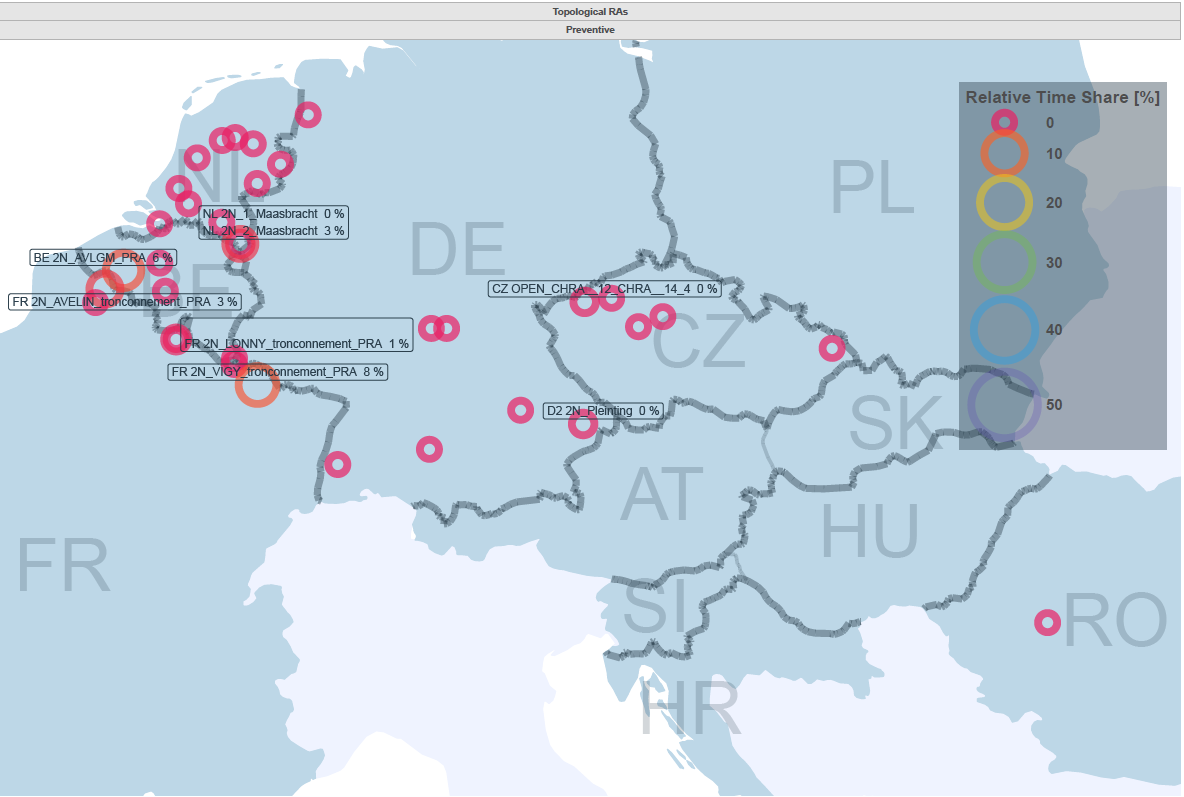 Topological RAs
Preventive
Relative Time Share [%]
0
10
20
30
40
50
NL
PL
NL 2N_1_Maasbracht 0 %
NL 2N_2_Maasbracht 3 %
DE
BE 2N_AVLGM_PRA 6 %
BE
CZ OPEN_CHRA__12_CHRA__14_4 0 %
FR 2N_AVELIN_tronconnement_PRA 3 %
FR 2N_LONNY_tronconnement_PRA 1 %
CZ
FR 2N_VIGY_tronconnement_PRA 8 %
D2 2N_Pleinting 0 %
SK
AT
HU
FR
SI
RO
HR